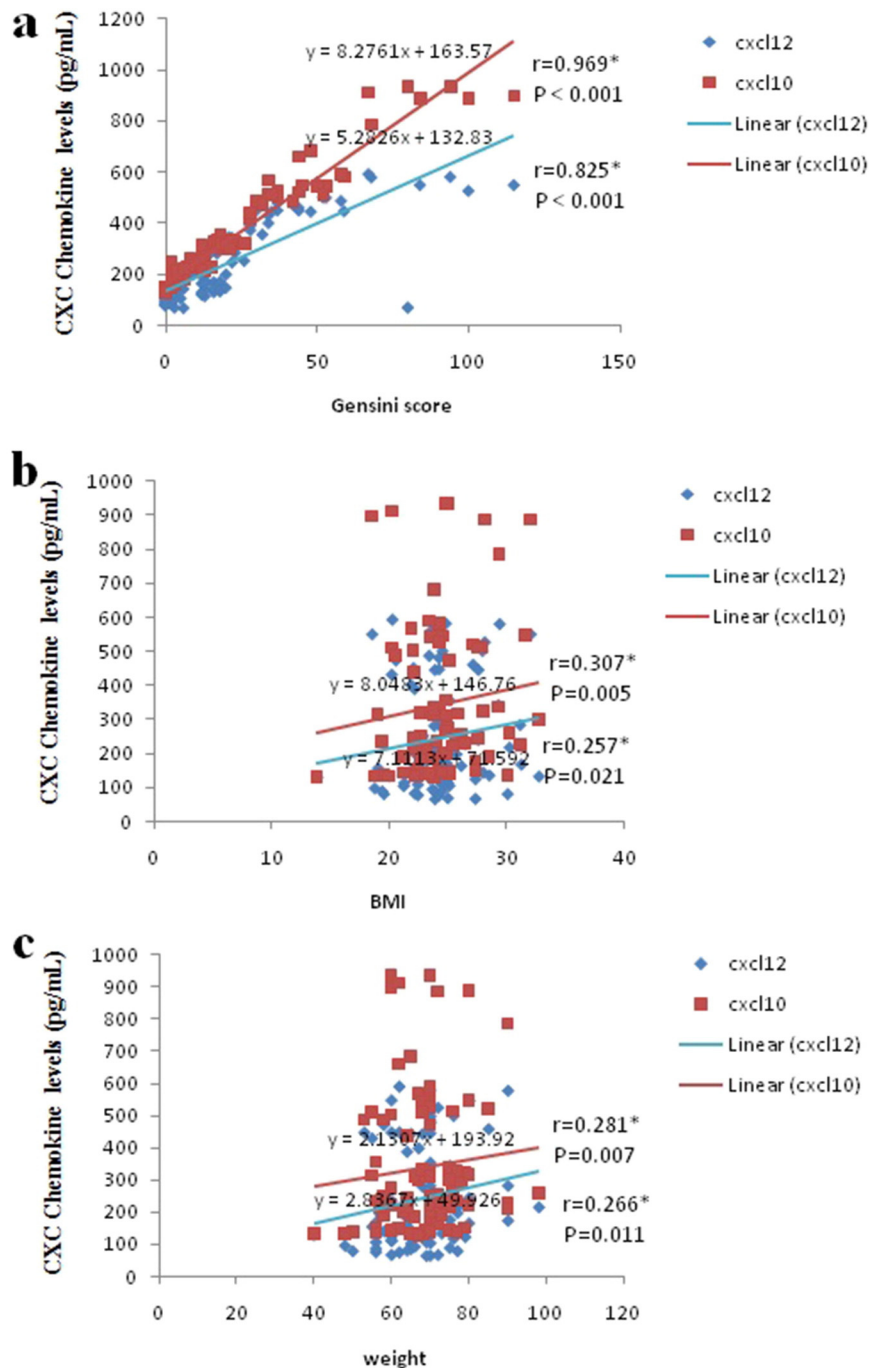 a
CXC Chemokine levels (pg/mL)
1200
1000
800
600
400
200
0
y = 8.2761x + 163.57
y = 5.2826x + 132.83
r=0.969*
P < 0.001
r=0.825*
P < 0.001
cxcl12
cxcl10
Linear (cxcl12)
Linear (cxcl10)
0 50 100 150
Gensini score
b
CXC Chemokine levels (pg/mL)
1000
900
800
700
600
500
400
300
200
100
0
y = 8.0483x + 146.76
y = 7.1113x + 71.592
r=0.307*
P=0.005
r=0.257*
P=0.021
cxcl12
cxcl10
Linear (cxcl12)
Linear (cxcl10)
0 10 20 30 40
BMI
c
CXC Chemokine levels (pg/mL)
1000
900
800
700
600
500
400
300
200
100
0
y = 2.1307x + 193.92
y = 2.8367x + 49.926
r=0.281*
P=0.007
r=0.266*
P=0.011
cxcl12
cxcl10
Linear (cxcl12)
Linear (cxcl10)
0 20 40 60 80 100 120
weight